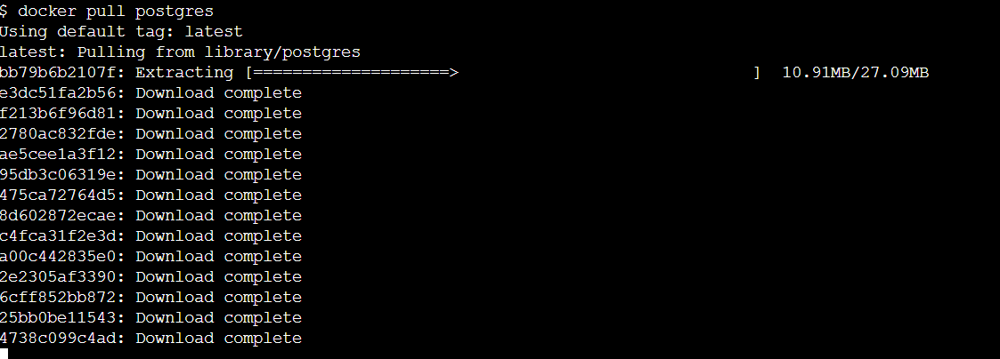 $ docker pull postgres
Using default tag: latest
latest: Pulling from library/postgres
bb79b6b2107f: Extracting [====================>                              ]  10.91MB/27.09MB
e3dc51fa2b56: Download complete
f213b6f96d81: Download complete
2780ac832fde: Download complete
ae5cee1a3f12: Download complete
95db3c06319e: Download complete
475ca72764d5: Download complete
8d602872ecae: Download complete
c4fca31f2e3d: Download complete
a00c442835e0: Download complete
2e2305af3390: Download complete
6cff852bb872: Download complete
25bb0be11543: Download complete
4738c099c4ad: Download complete